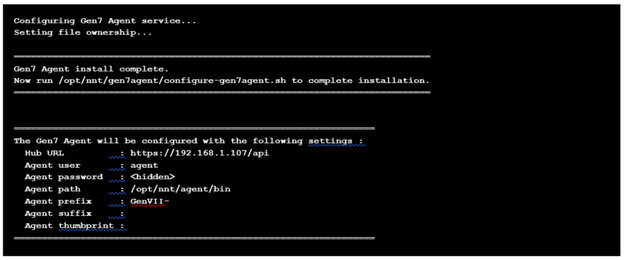 Configuring Gen7 Agent service...
Setting file ownership...
Gen7 Agent install complete.
Now run /opt/nnt/gen7agent/configure-gen7agent.sh to complete installation.
The Gen7 Agent will be configured with the following settings :
Hub URL : https://192.168.1.107/api
Agent user : agent
Agent password : <hidden>
Agent path : /opt/nnt/agent/bin
Agent prefix : GenVII-
Agent suffix :
Agent thumbprint :